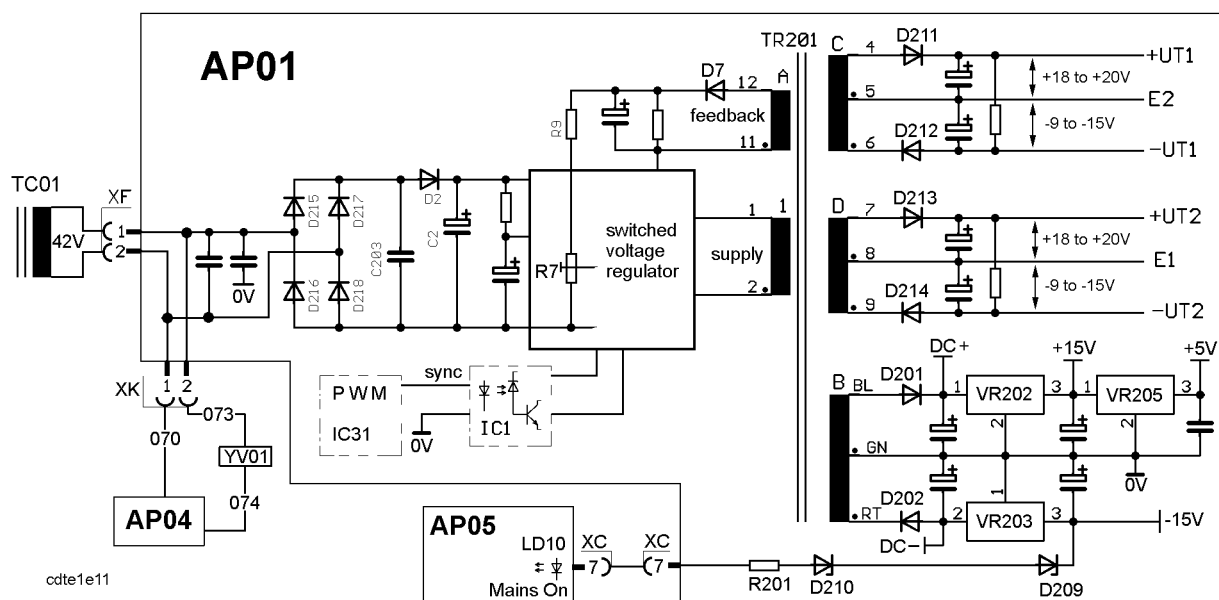 AP01
TR201
D211
D7
12
A
C
4
+UT1
+18 to +20V
feedback
5
E2
R9
-9 to -15V
11
D212
6
-UT1
TC01
XF
42V
1
2
0V
D215
D217
D216
D218
C203
D2
C2
R7
switched
voltage
regulator
1
1
supply
2
D
7
D213
+UT2
+18 to +20V
8
E1
-9 to -15V
9
D214
-UT2
XK
1
2
073
070
YV01
074
AP04
sync
PWM
IC31
0V
IC1
DC+
+15V
+5V
B
BL
D201
1
VR202
3
1
VR205
3
2
2
GN
0V
1
RT
D202
2
VR203
3
-15V
DC-
AP05
LD10
XC
XC
7
7
Mains On
R201
D210
D209
cdte1e11